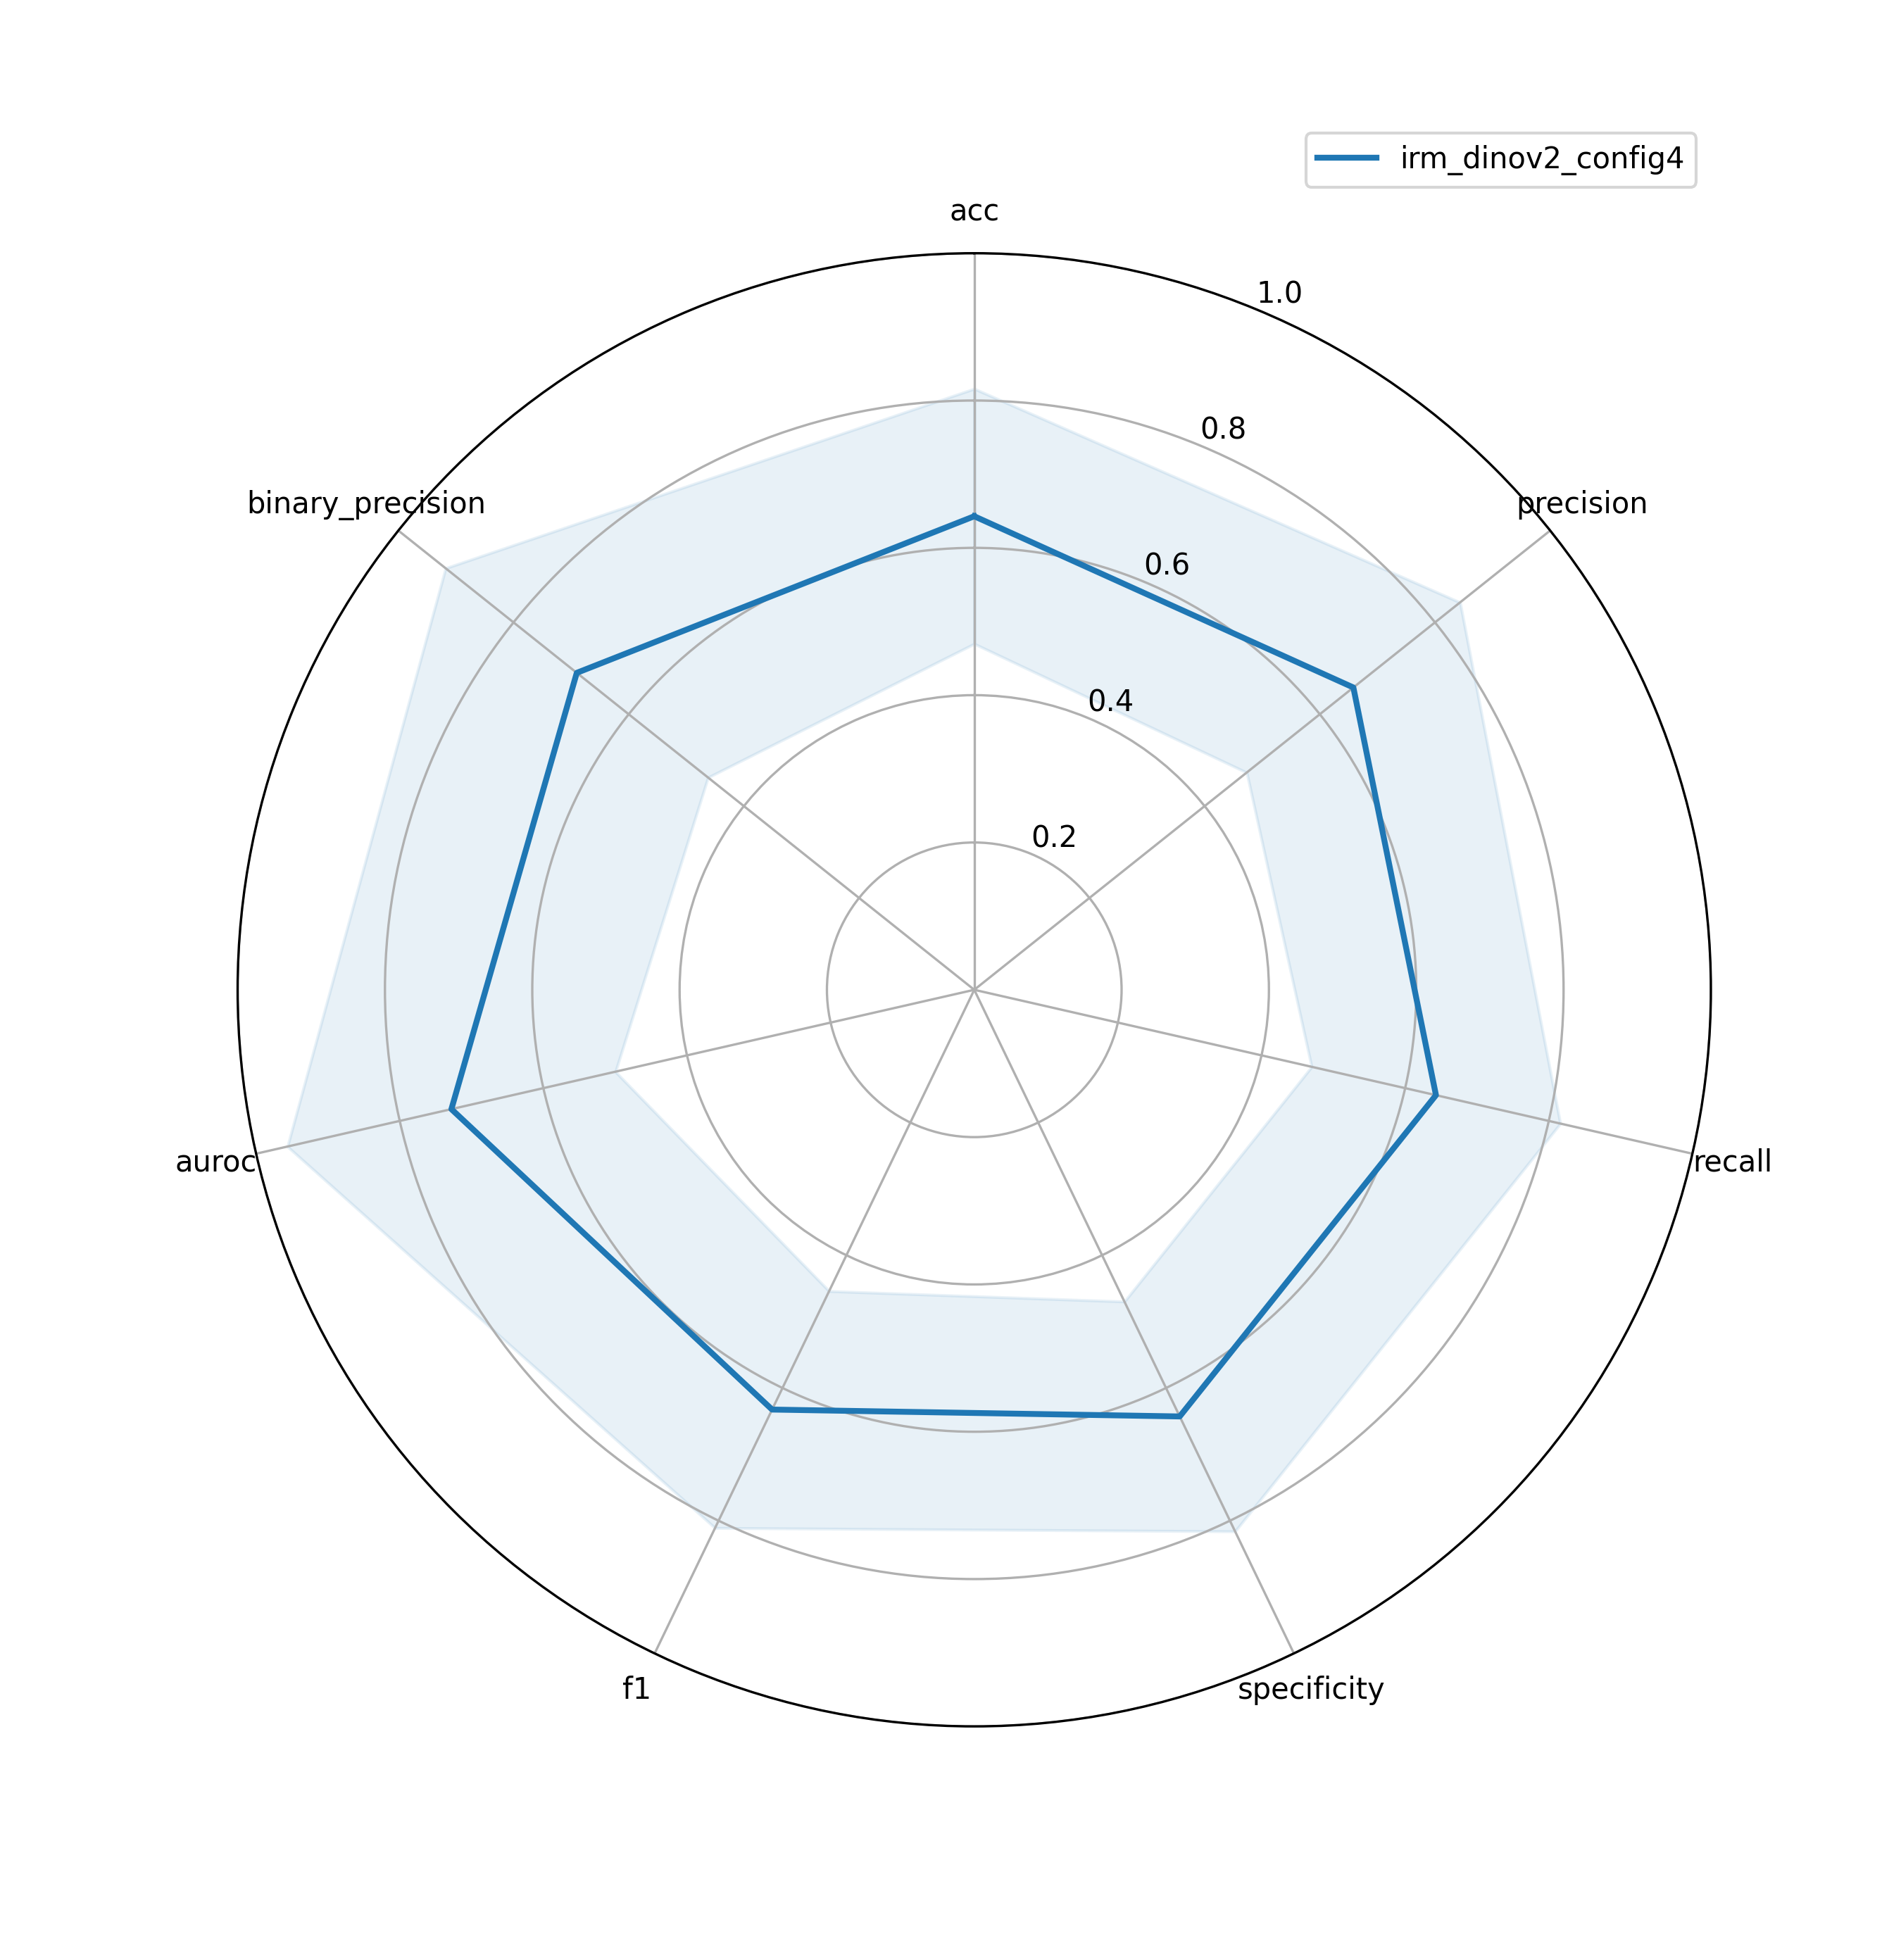 irm_dinov2_config4
acc
1.0
0.8
binary_precision
precision
0.6
0.4
0.2
auroc
recall
f1
specificity